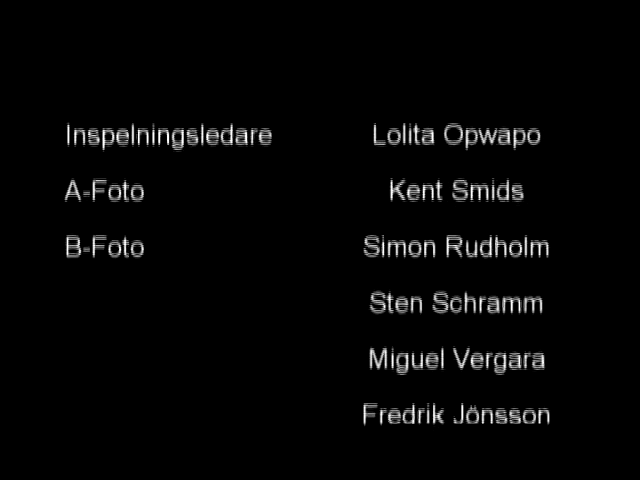 Inspelningsledare Lolita Opwapo
A-Foto Kent Smids
B-Foto Simon Rudholm
Sten Schramm
Miguel Vergara
Fredrik Jönsson